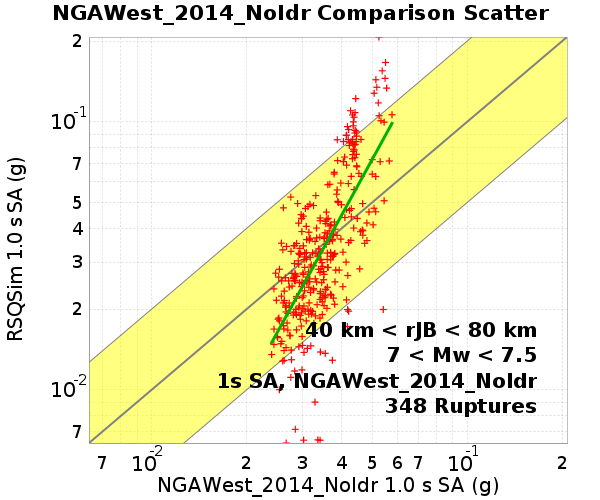 NGAWest_2014_NoIdr Comparison Scatter
RSQSim 1.0 s SA (g)
2
10-1
7
5
4
3
2
10-2
7
40 km < rJB < 80 km
7 < Mw < 7.5
1s SA, NGAWest_2014_NoIdr
348 Ruptures
7 10-2 2 3 4 5 6 7 10-1 2
NGAWest_2014_NoIdr 1.0 s SA (g)